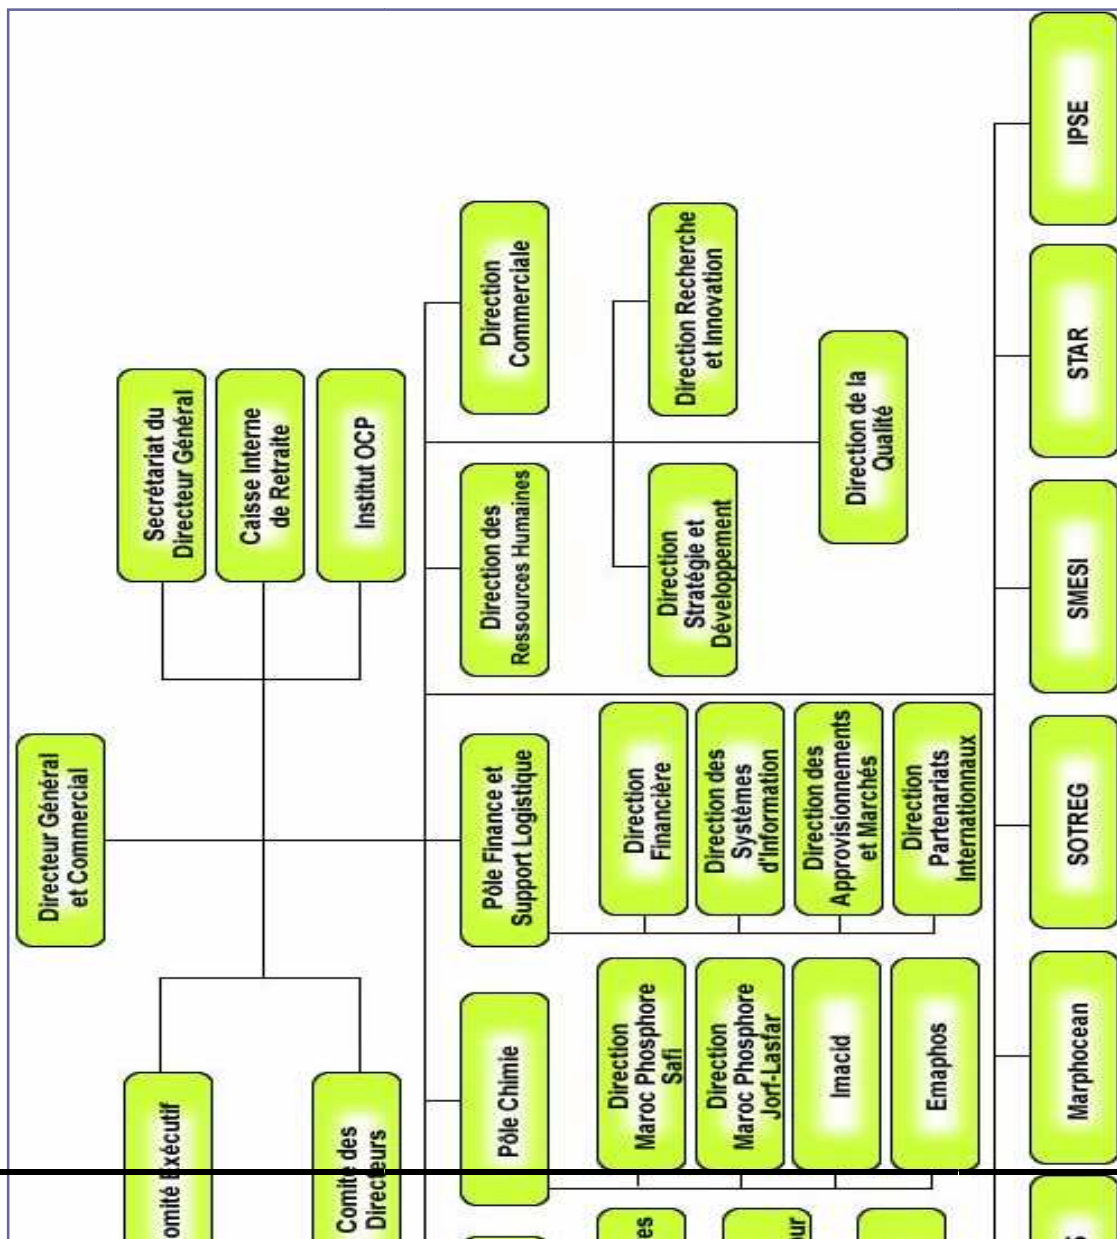 Directeur Général
et Commercial
omité Exécutif
Secrétariat du
Directeur Général
Caisse Interne
de Retraite
Comité des
Directeurs
Institut OCP
Pôle Chimie
Pôle Finance et
Support Logistique
Direction des
Ressources Humaines
Direction
Commerciale
Direction
Maroc Phosphore
Safi
Direction
Maroc Phosphore
Jorf-Lasfar
Imacid
Emaphos
Direction
Financière
Direction des
Systèmes
d'Information
Direction des
Approvisionnements
et Marchés
Direction
Partenariats
Internationnaux
Direction
Stratégie et
Développement
Direction Recherche
et Innovation
Direction de la
Qualité
Marphocean
SOTREG
SMESI
STAR
IPSE